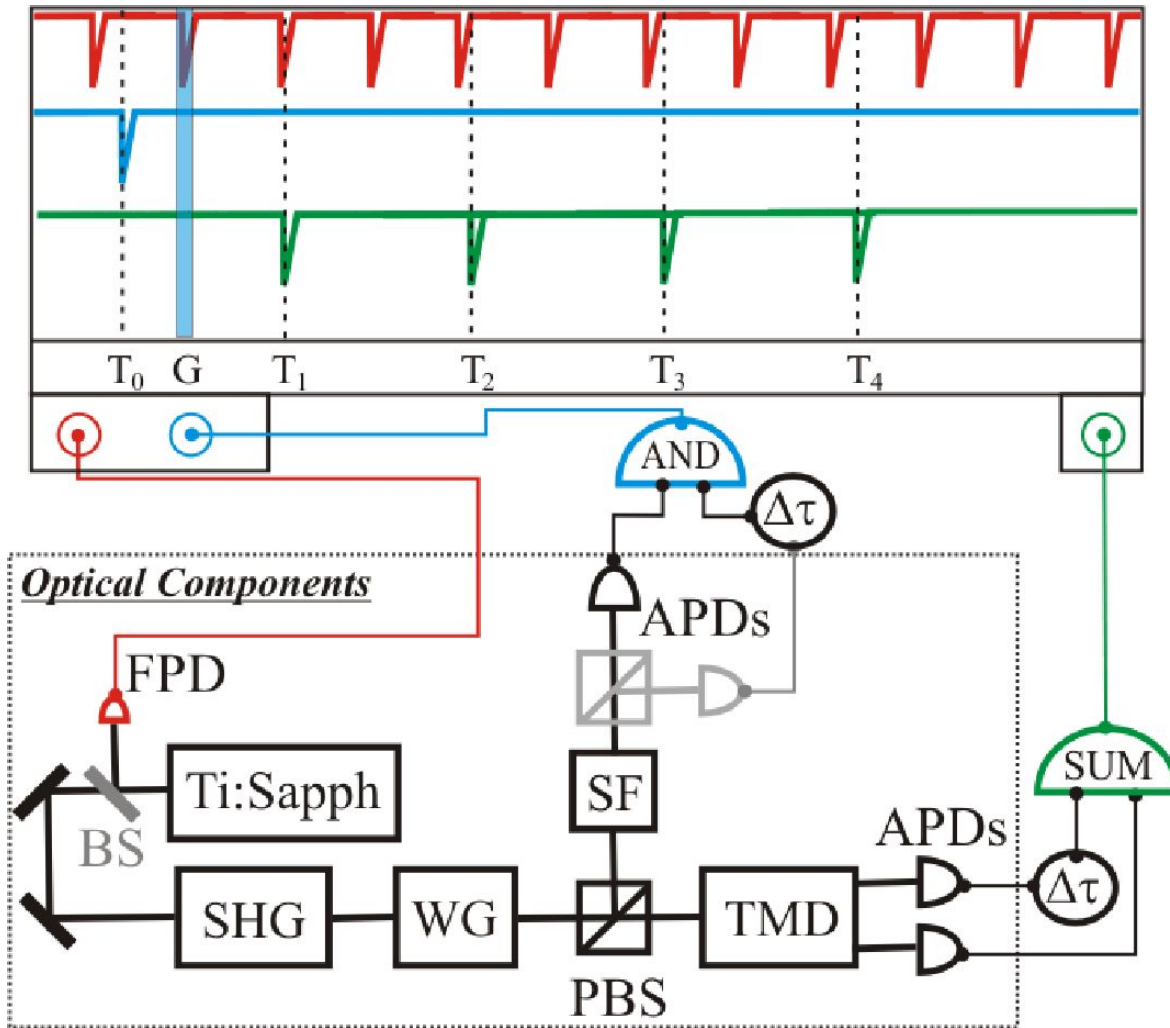 T₀ G T₁ T₂ T₃ T₄
AND
Δτ
Optical Components
APDs
FPD
Ti:Sapph
SF
SUM
BS
APDs
Δτ
SHG
WG
TMD
PBS